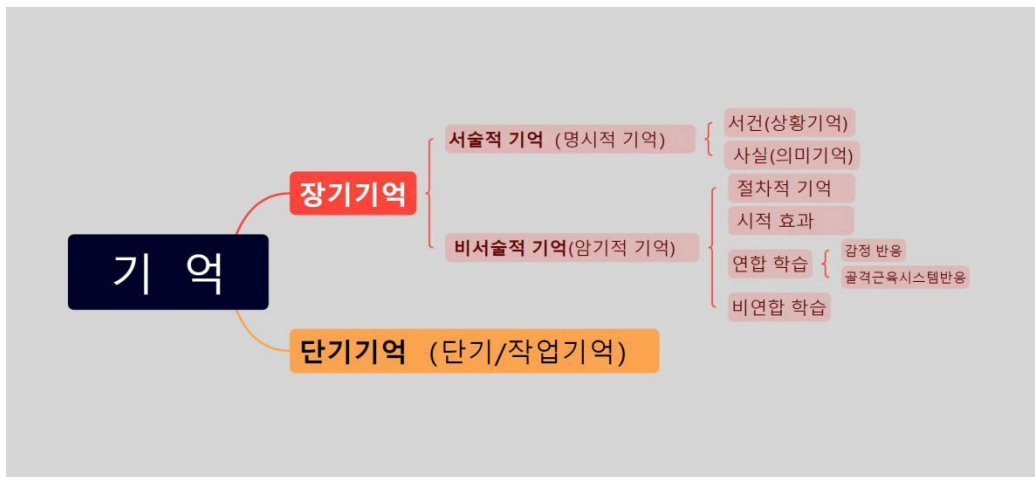 기 억
장기기억
서술적 기억 (명시적 기억)
서건(상황기억)
사실(의미기억)
비서술적 기억(암기적 기억)
절차적 기억
시적 효과
연합 학습
감정 반응
골격근육시스템반응
비연합 학습
단기기억 (단기/작업기억)